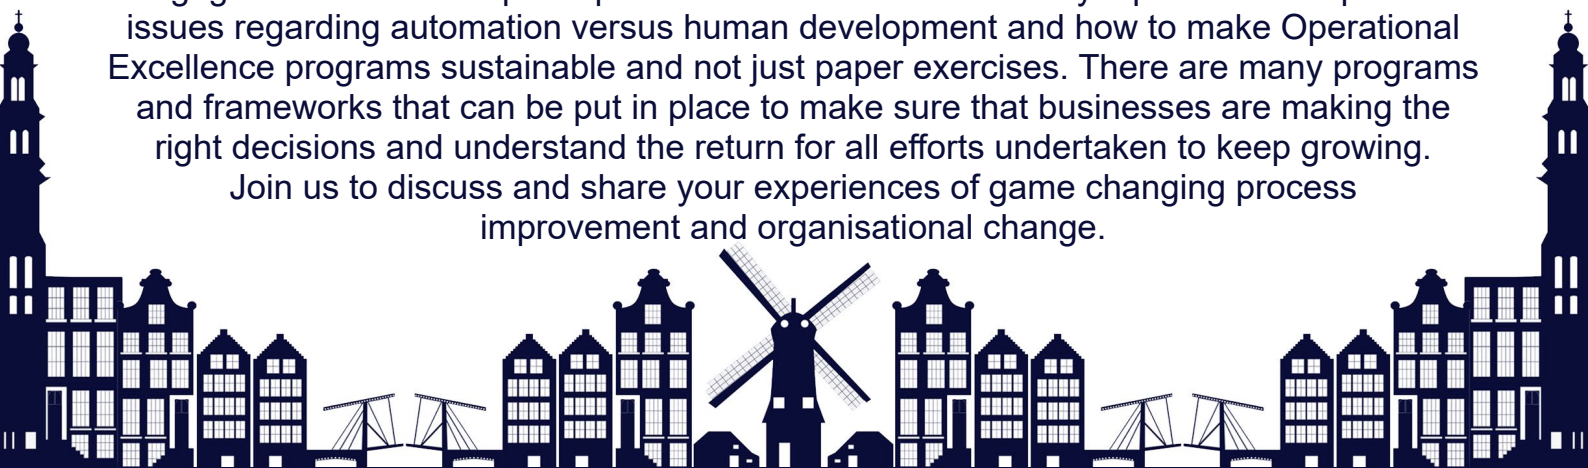 issues regarding automation versus human development and how to make Operational
Excellence programs sustainable and not just paper exercises. There are many programs
and frameworks that can be put in place to make sure that businesses are making the
right decisions and understand the return for all efforts undertaken to keep growing.
Join us to discuss and share your experiences of game changing process
improvement and organisational change.